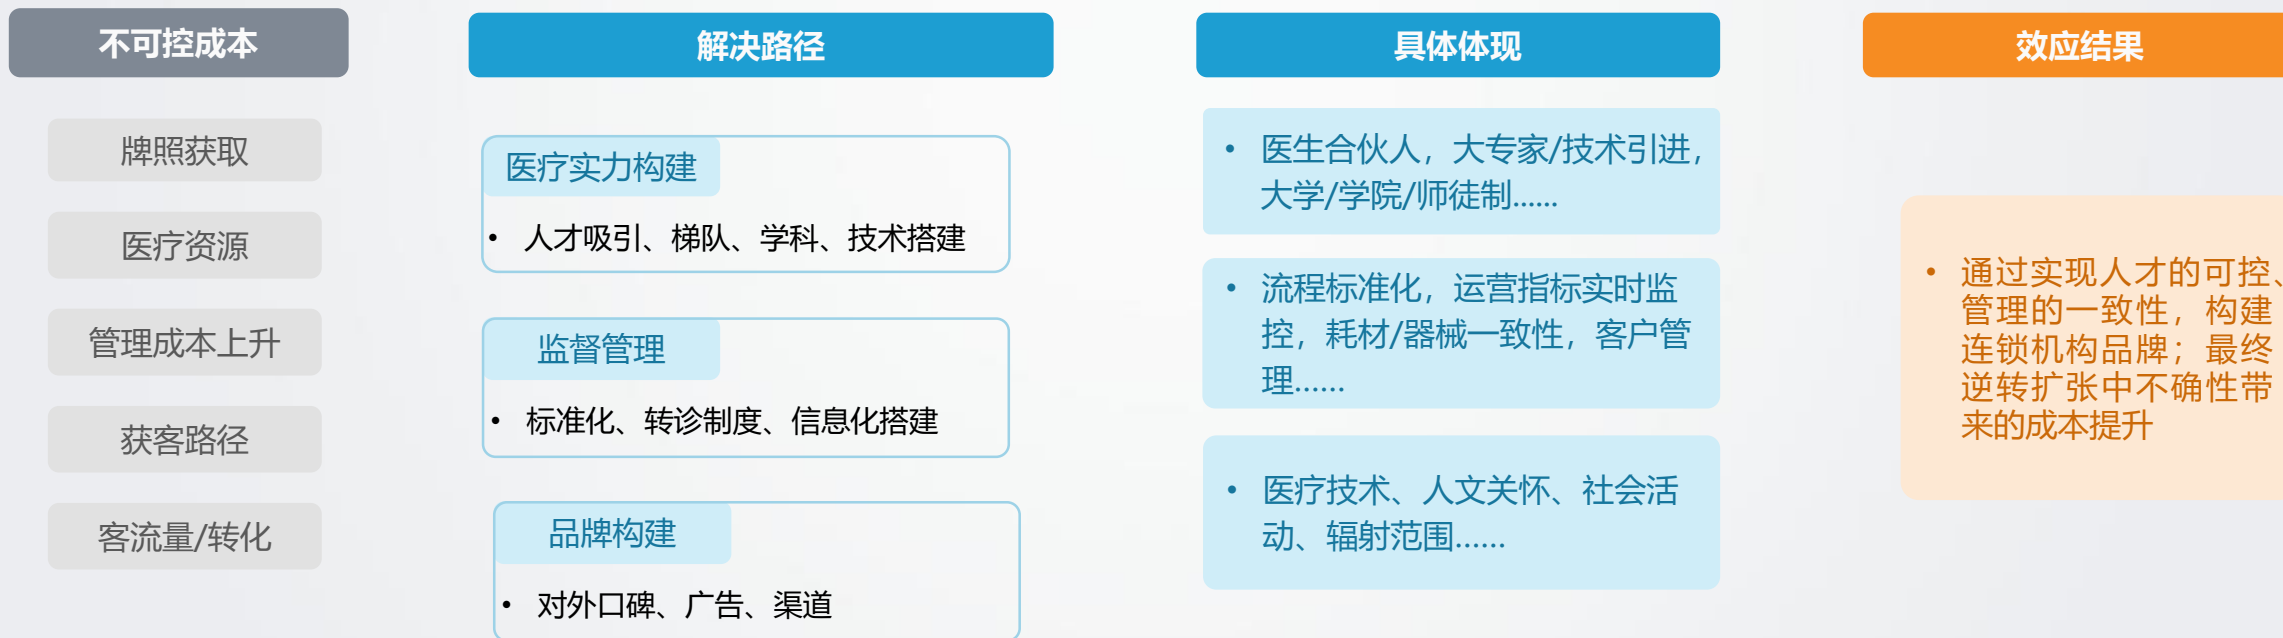 不可控成本
牌照获取
医疗资源
管理成本上升
获客路径
客流量/转化
解决路径
医疗实力构建
• 人才吸引、梯队、学科、技术搭建
监督管理
• 标准化、转诊制度、信息化搭建
品牌构建
• 对外口碑、广告、渠道
具体体现
• 医生合伙人，大专家/技术引进，
大学/学院/师徒制......
• 流程标准化，运营指标实时监
控，耗材/器械一致性，客户管
理......
• 医疗技术、人文关怀、社会活
动、辐射范围......
效应结果
• 通过实现人才的可控、
管理的一致性，构建
连锁机构品牌；最终
逆转扩张中不确性带
来的成本提升